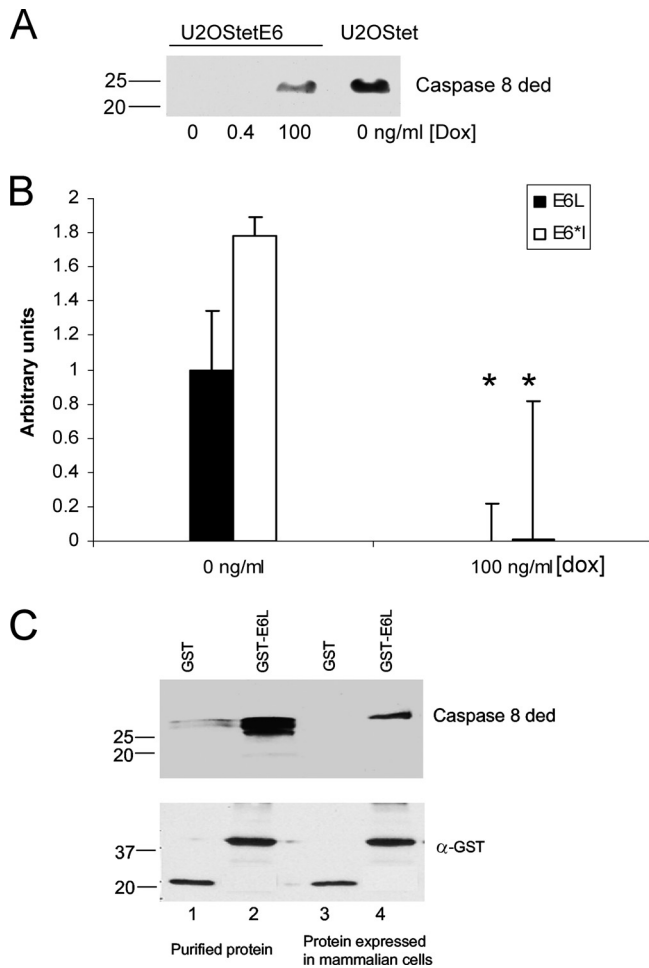 A
U2OStetE6 U2OStet
25
20
Caspase 8 ded
0 0.4 100 0 ng/ml [Dox]
B
2
1.8
1.6
1.4
1.2
1
0.8
0.6
0.4
0.2
0
Arbitrary units
E6L
E6*I
* *
0 ng/ml 100 ng/ml [dox]
C
GST GST-E6L GST GST-E6L
25
20
Caspase 8 ded
37
20
α-GST
1 2 3 4
Purified protein Protein expressed
in mammalian cells